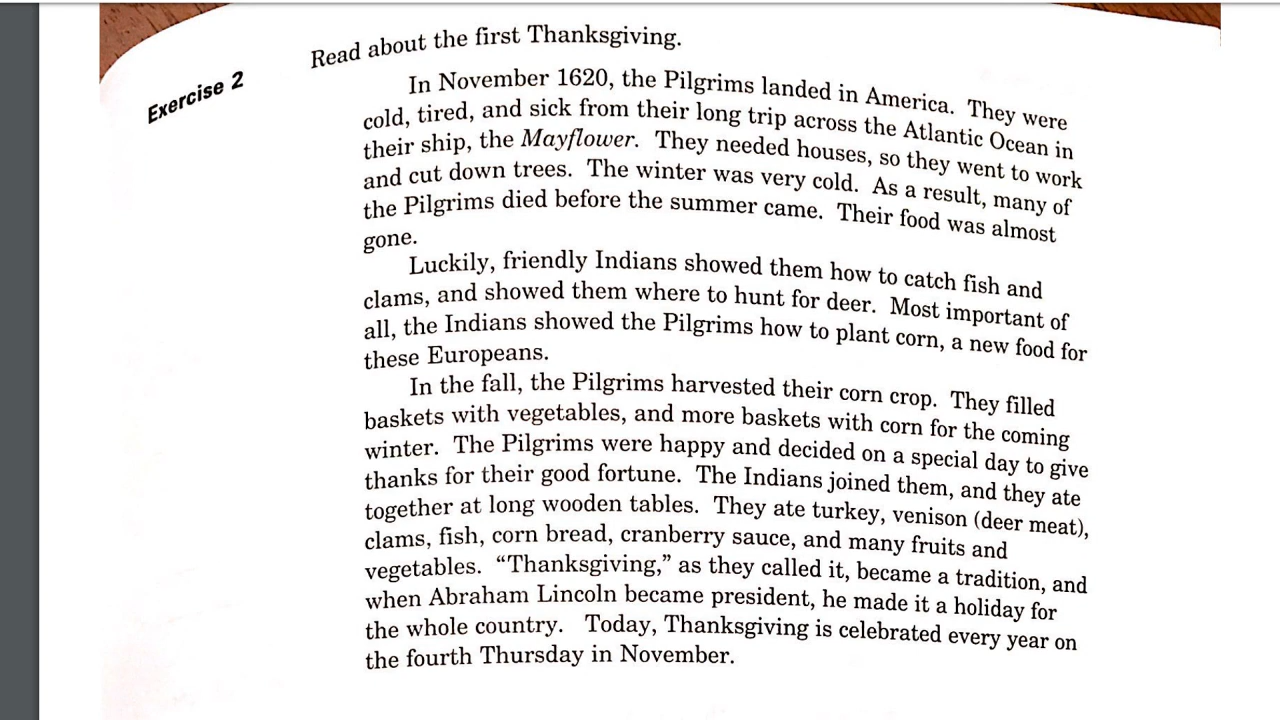 Exercise 2
Read about the first Thanksgiving.
In November 1620, the Pilgrims landed in America. They were
cold, tired, and sick from their long trip across the Atlantic Ocean in
their ship, the Mayflower. They needed houses, so they went to work
and cut down trees. The winter was very cold. As a result, many of
the Pilgrims died before the summer came. Their food was almost
gone.
Luckily, friendly Indians showed them how to catch fish and
clams, and showed them where to hunt for deer. Most important of
all, the Indians showed the Pilgrims how to plant corn, a new food for
these Europeans.
In the fall, the Pilgrims harvested their corn crop. They filled
baskets with vegetables, and more baskets with corn for the coming
winter. The Pilgrims were happy and decided on a special day to give
thanks for their good fortune. The Indians joined them, and they ate
together at long wooden tables. They ate turkey, venison (deer meat),
clams, fish, corn bread, cranberry sauce, and many fruits and
vegetables. “Thanksgiving,” as they called it, became a tradition, and
when Abraham Lincoln became president, he made it a holiday for
the whole country. Today, Thanksgiving is celebrated every year on
the fourth Thursday in November.